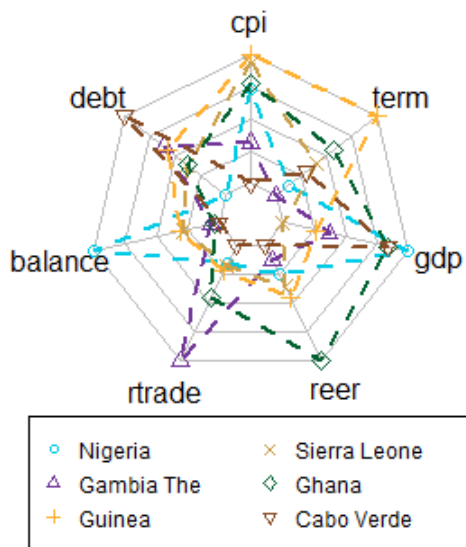 cpi
debt
term
balance
gdp
rtrade
reer
Nigeria
Sierra Leone
Gambia The
Ghana
Guinea
Cabo Verde